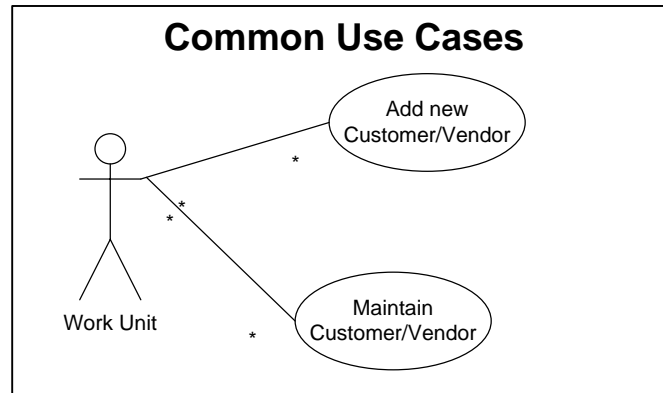 Common Use Cases
Add new
Customer/Vendor
*
*
*
Work Unit
Maintain
Customer/Vendor
*